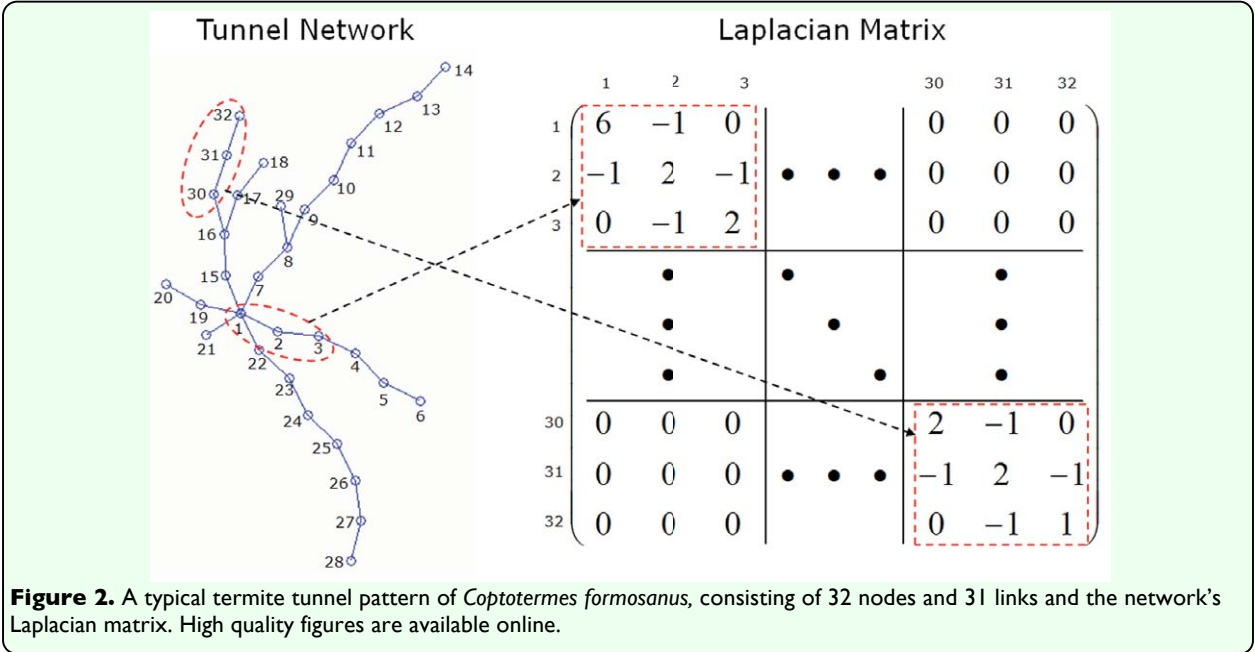 Tunnel Network
Laplacian Matrix
14
13
12
11
10
9
32
31
30
18
17
29
16
8
15
7
20
19
1
21
2
3
22
4
23
5
6
24
25
26
27
28
1 2 3 30 31 32
1 6 −1 0 0 0 0
2 −1 2 −1 • • • 0 0 0
3 0 −1 2 0 0 0
30 0 0 0 2 −1 0
31 0 0 0 • • • −1 2 −1
32 0 0 0 0 −1 1
Figure 2. A typical termite tunnel pattern of Coptotermes formosanus, consisting of 32 nodes and 31 links and the network's
Laplacian matrix. High quality figures are available online.